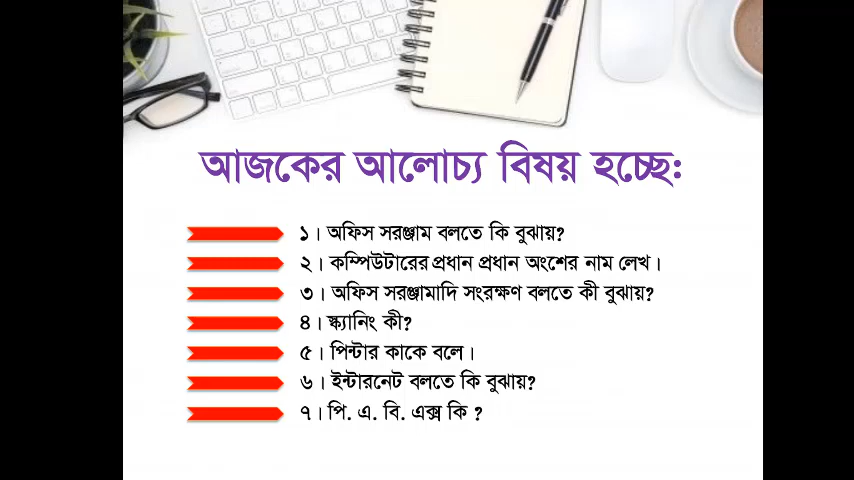 আজকের আলোচ্য বিষয় হচ্ছে:
১। অফিস সরঞ্জাম বলতে কি বুঝায়?
২। কম্পিউটারের প্রধান প্রধান অংশের নাম লেখ।
৩। অফিস সরঞ্জামাদি সংরক্ষণ বলতে কী বুঝায়?
৪। স্ক্যানিং কী?
৫। পিন্টার কাকে বলে।
৬। ইন্টারনেট বলতে কি বুঝায়?
৭। পি. এ. বি. এক্স কি ?